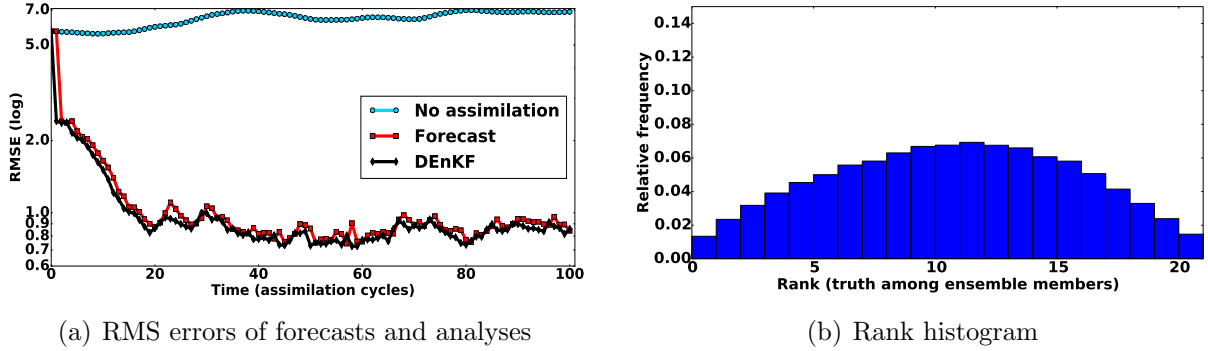 7.0
5.0
2.0
1.0
0.9
0.8
0.7
0.6
RMSE (log)
0 20 40 60 80 100
Time (assimilation cycles)
No assimilation
Forecast
DEnKF
(a) RMS errors of forecasts and analyses
0.14
0.12
0.10
0.08
0.06
0.04
0.02
0.00
Relative frequency
0 5 10 15 20
Rank (truth among ensemble members)
(b) Rank histogram